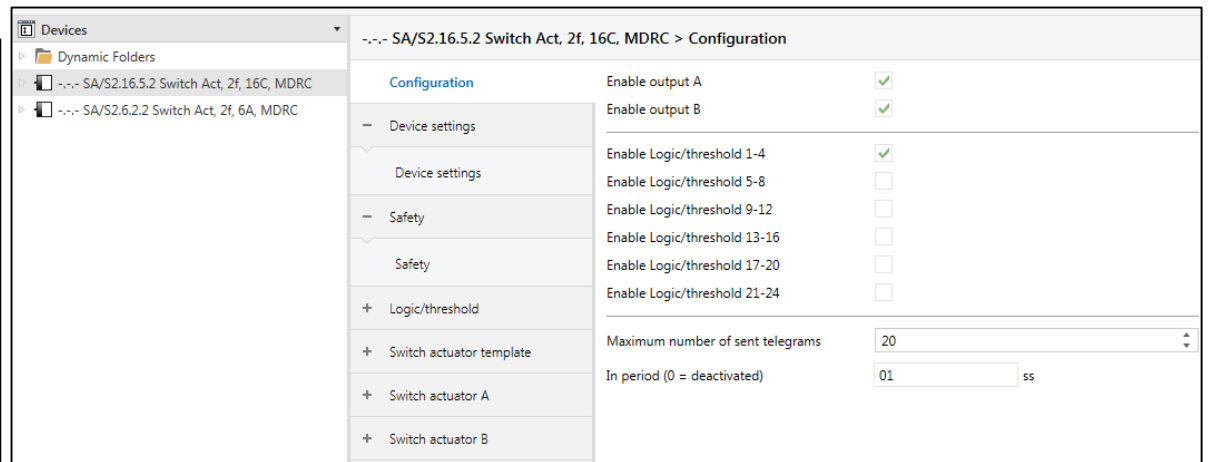 Devices
Dynamic Folders
-.-.- SA/S2.16.5.2 Switch Act, 2f, 16C, MDRC
-.-.- SA/S2.6.2.2 Switch Act, 2f, 6A, MDRC
-.-.- SA/S2.16.5.2 Switch Act, 2f, 16C, MDRC > Configuration
Configuration
Device settings
Device settings
Safety
Safety
Logic/threshold
Switch actuator template
Switch actuator A
Switch actuator B
Enable output A
Enable output B
Enable Logic/threshold 1-4
Enable Logic/threshold 5-8
Enable Logic/threshold 9-12
Enable Logic/threshold 13-16
Enable Logic/threshold 17-20
Enable Logic/threshold 21-24
Maximum number of sent telegrams 20
In period (0 = deactivated) 01 ss